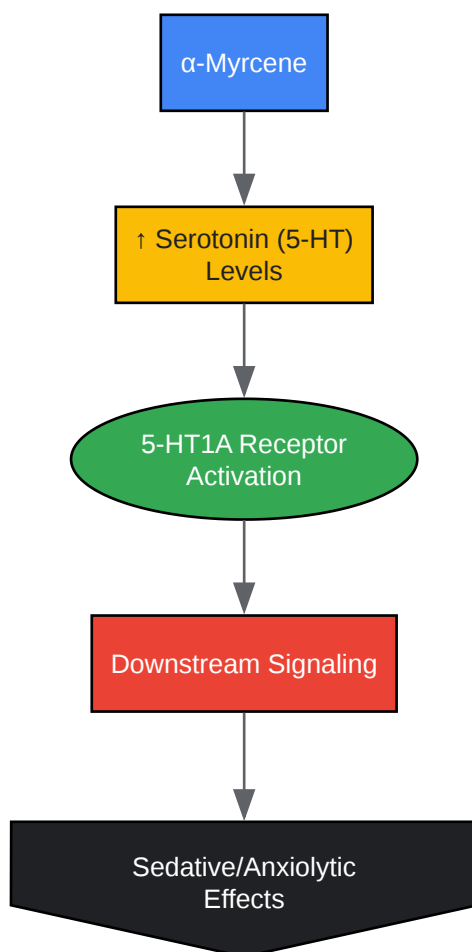 α-Myrcene
↑ Serotonin (5-HT)
Levels
5-HT1A Receptor
Activation
Downstream Signaling
Sedative/Anxiolytic
Effects